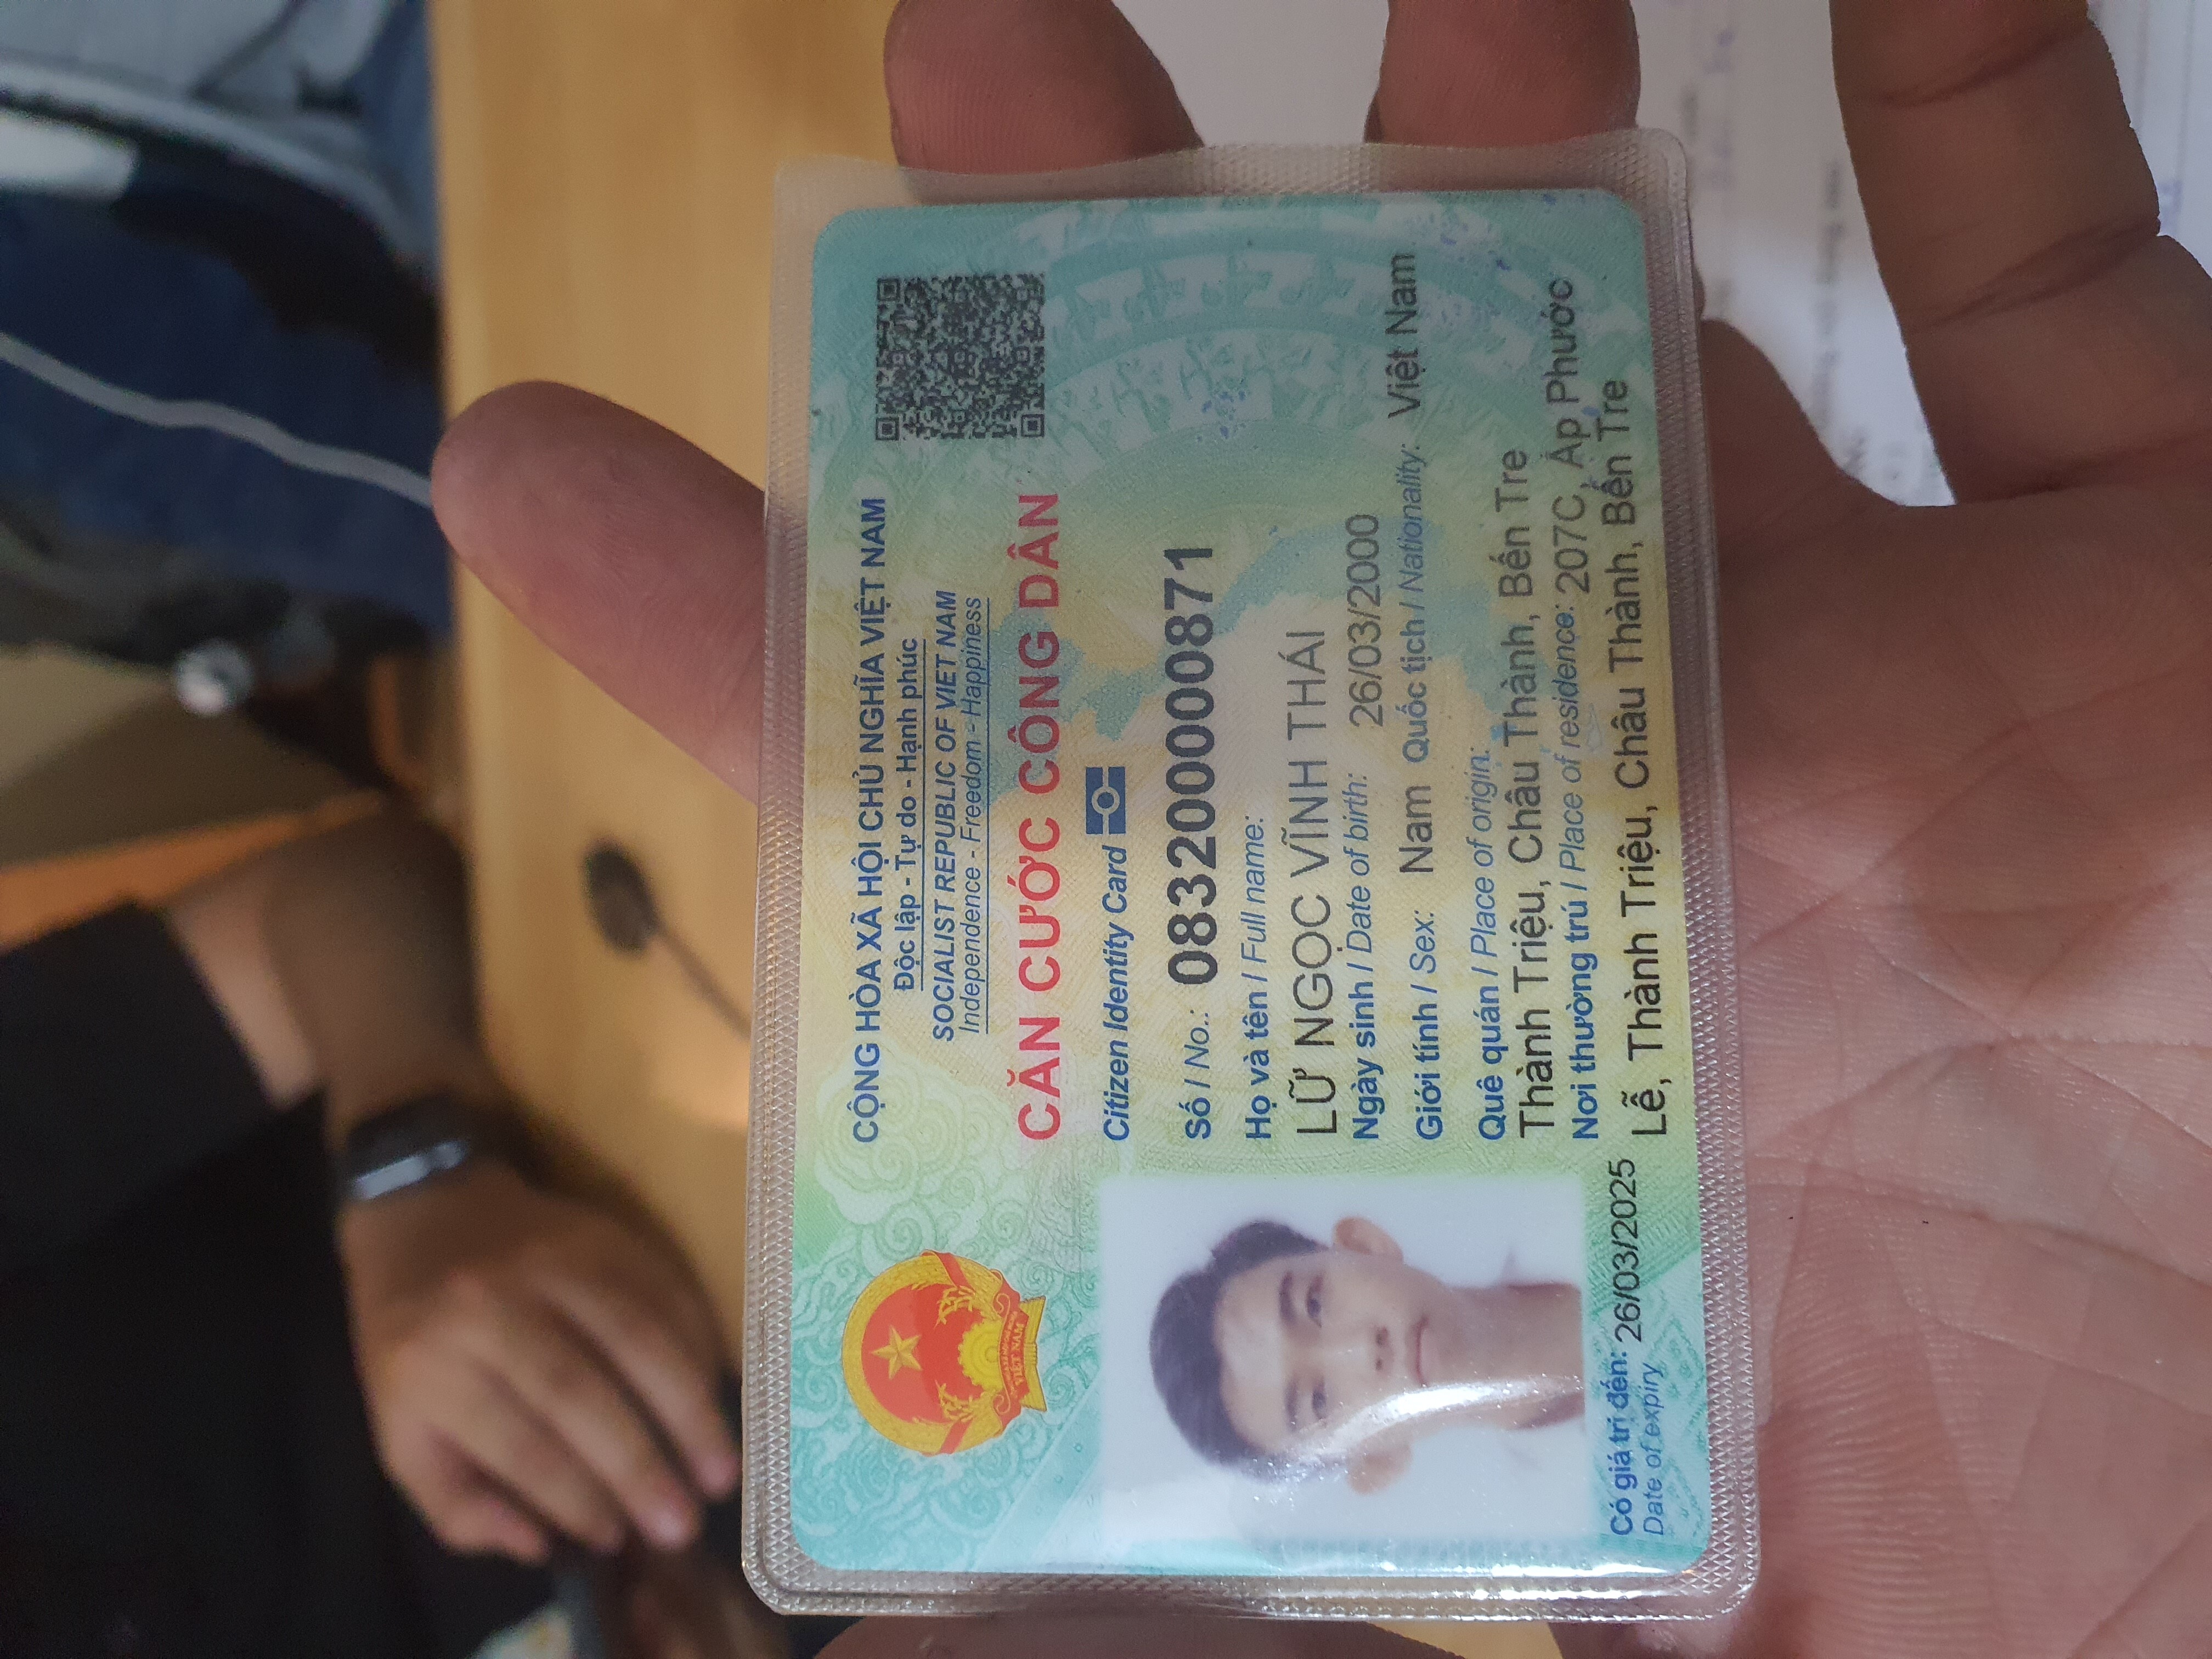 CỘNG HÒA XÃ HỘI CHỦ NGHĨA VIỆT NAM
Độc lập - Tự do - Hạnh phúc
SOCIALIST REPUBLIC OF VIET NAM
Independence - Freedom - Happiness
CĂN CƯỚC CÔNG DÂN
Citizen Identity Card
Số / No.: 083200000871
Họ và tên / Full name:
LỮ NGỌC VĨNH THÁI
Ngày sinh / Date of birth: 26/03/2000
Giới tính / Sex: Nam Quốc tịch / Nationality: Việt Nam
Quê quán / Place of origin:
Thành Triệu, Châu Thành, Bến Tre
Nơi thường trú / Place of residence: 207C, Ấp Phước
Lễ, Thành Triệu, Châu Thành, Bến Tre
Có giá trị đến: 26/03/2025
Date of expiry
VIỆT NAM